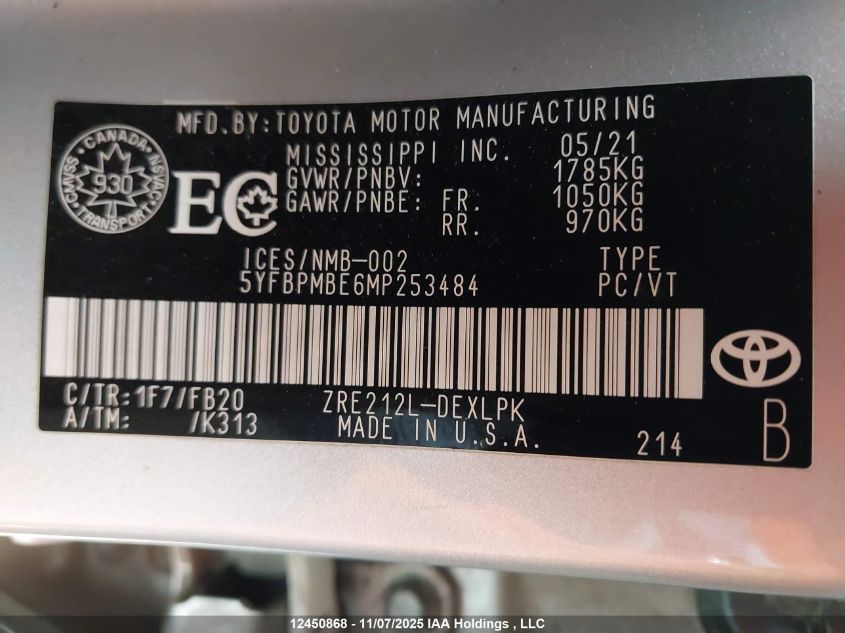 MFD.BY:TOYOTA MOTOR MANUFACTURING
MISSISSIPPI INC. 05/21
GVWR/PNBV: 1785KG
GAWR/PNBE: FR. 1050KG
RR. 970KG
CANADA
CMVSS NSVAC
930
TRANSPORT
EC
ICES/NMB-002 TYPE
5YFBPMBE6MP253484 PC/VT
C/TR:1F7/FB20 ZRE212L-DEXLPK
A/TM: /K313 MADE IN U.S.A. 214 B
12450868 - 11/07/2025 IAA Holdings , LLC